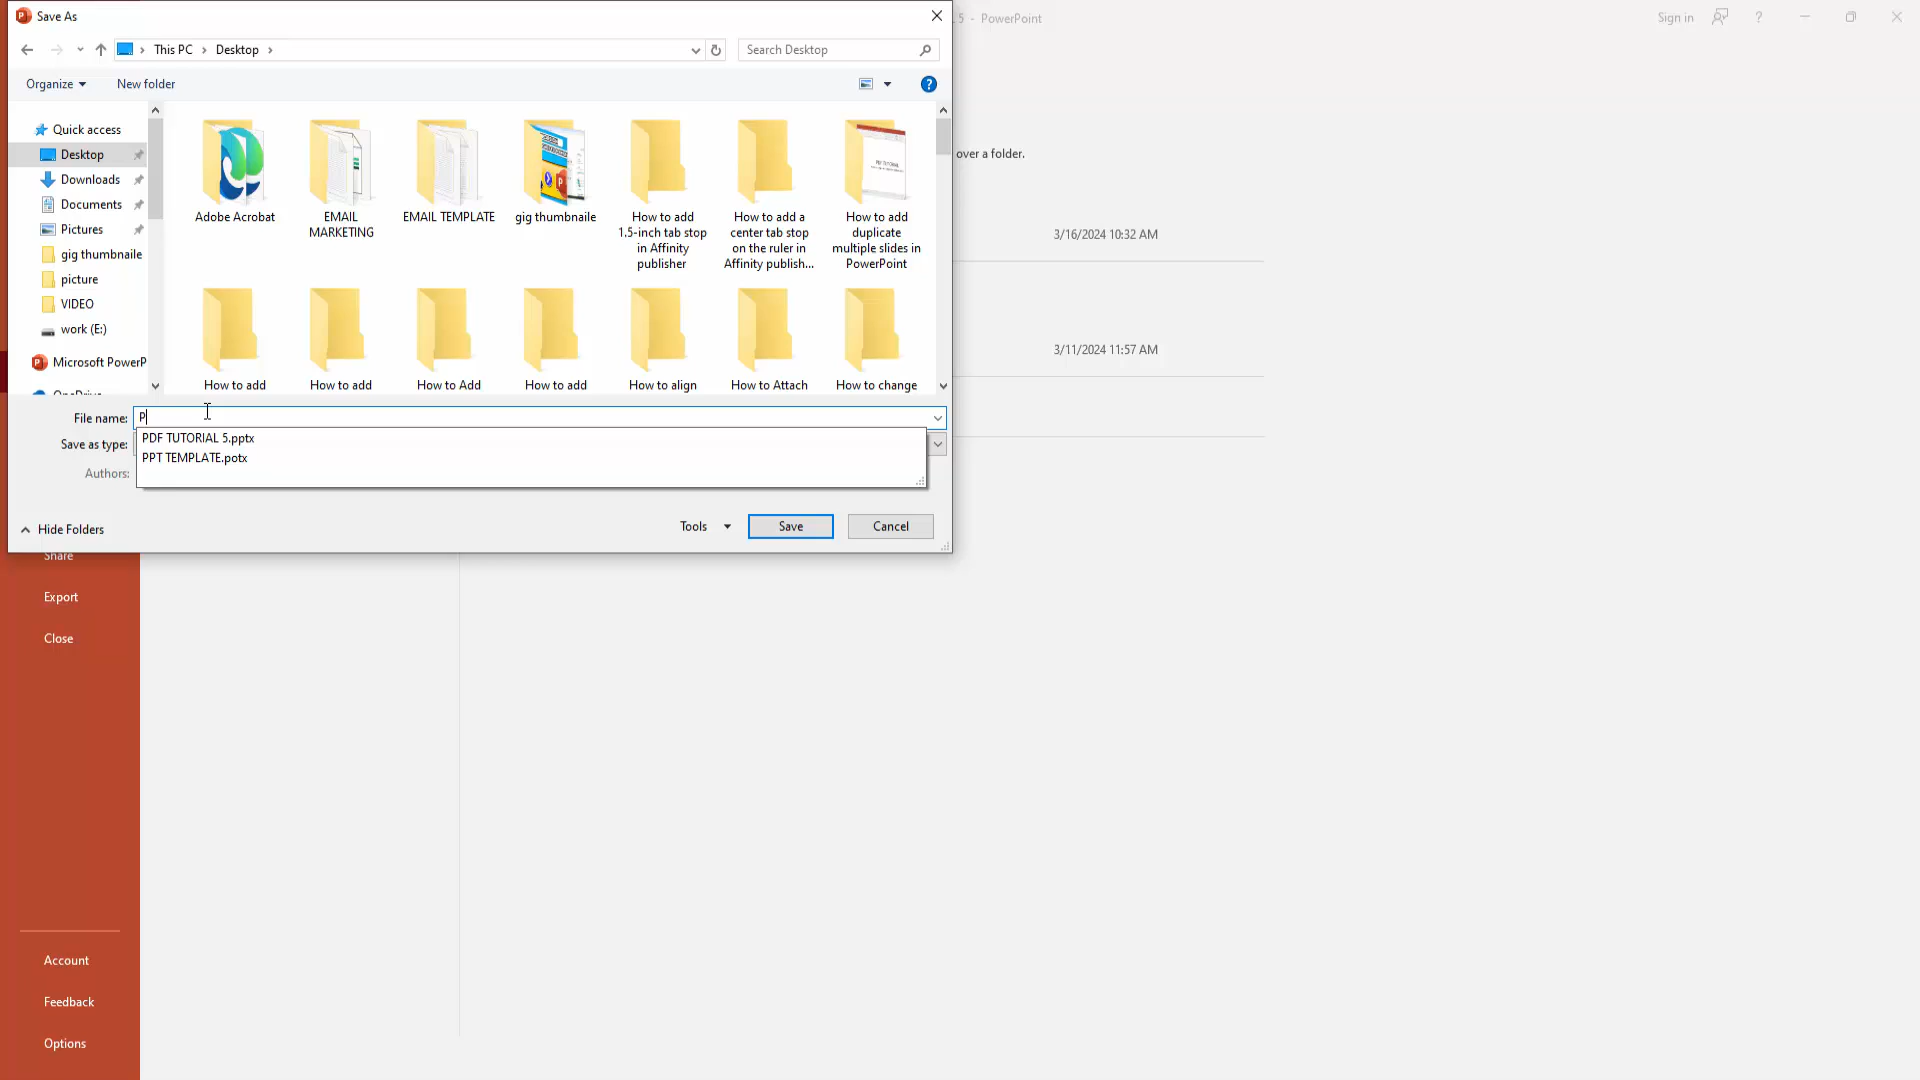 Save As
5 - PowerPoint
Sign in
?
This PC
Desktop
Search Desktop
Organize
New folder
?
Quick access
Desktop
Downloads
Documents
Pictures
gig thumbnaile
picture
VIDEO
work (E:)
Microsoft PowerP
OneDrive
Adobe Acrobat
EMAIL
MARKETING
EMAIL TEMPLATE
gig thumbnaile
How to add
1.5-inch tab stop
in Affinity
publisher
How to add a
center tab stop
on the ruler in
Affinity publish...
How to add
duplicate
multiple slides in
PowerPoint
How to add
How to add
How to Add
How to add
How to align
How to Attach
How to change
over a folder.
3/16/2024 10:32 AM
3/11/2024 11:57 AM
File name:
P
Save as type:
PDF TUTORIAL 5.pptx
PPT TEMPLATE.potx
Authors:
Hide Folders
Tools
Save
Cancel
Share
Export
Close
Account
Feedback
Options